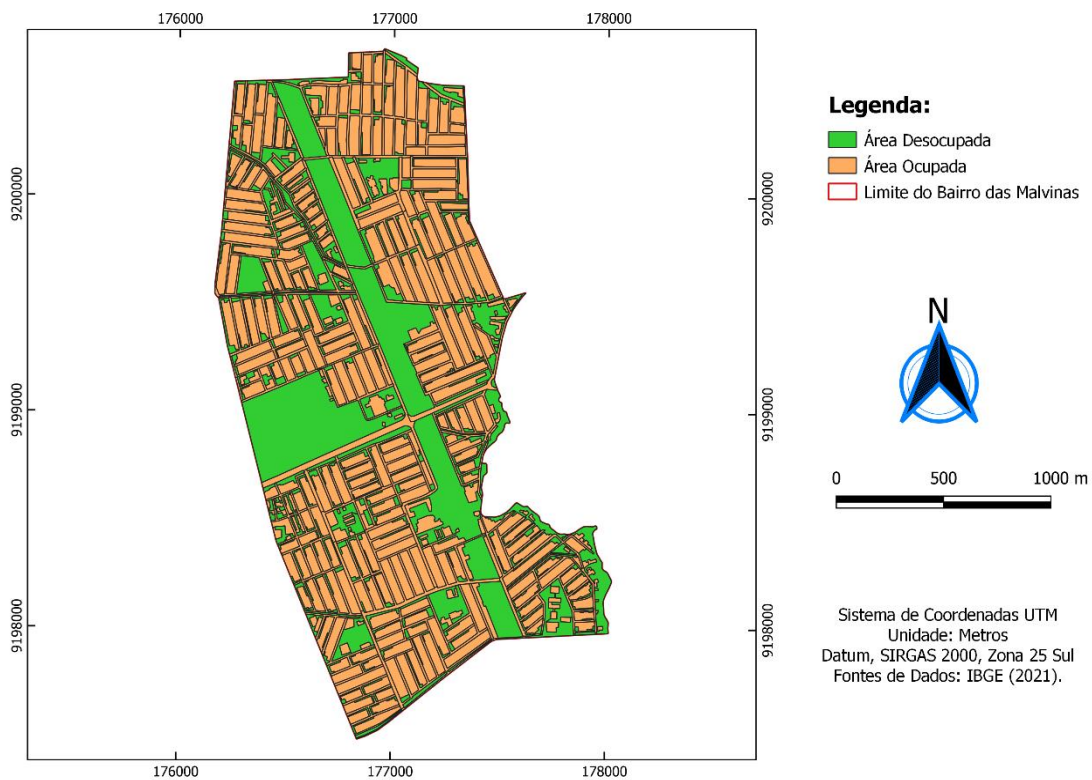 176000
177000
178000
9200000
9199000
9198000
9200000
9199000
9198000
176000
177000
178000
Legenda:
Área Desocupada
Área Ocupada
Limite do Bairro das Malvinas
N
0 500 1000 m
Sistema de Coordenadas UTM
Unidade: Metros
Datum, SIRGAS 2000, Zona 25 Sul
Fontes de Dados: IBGE (2021).